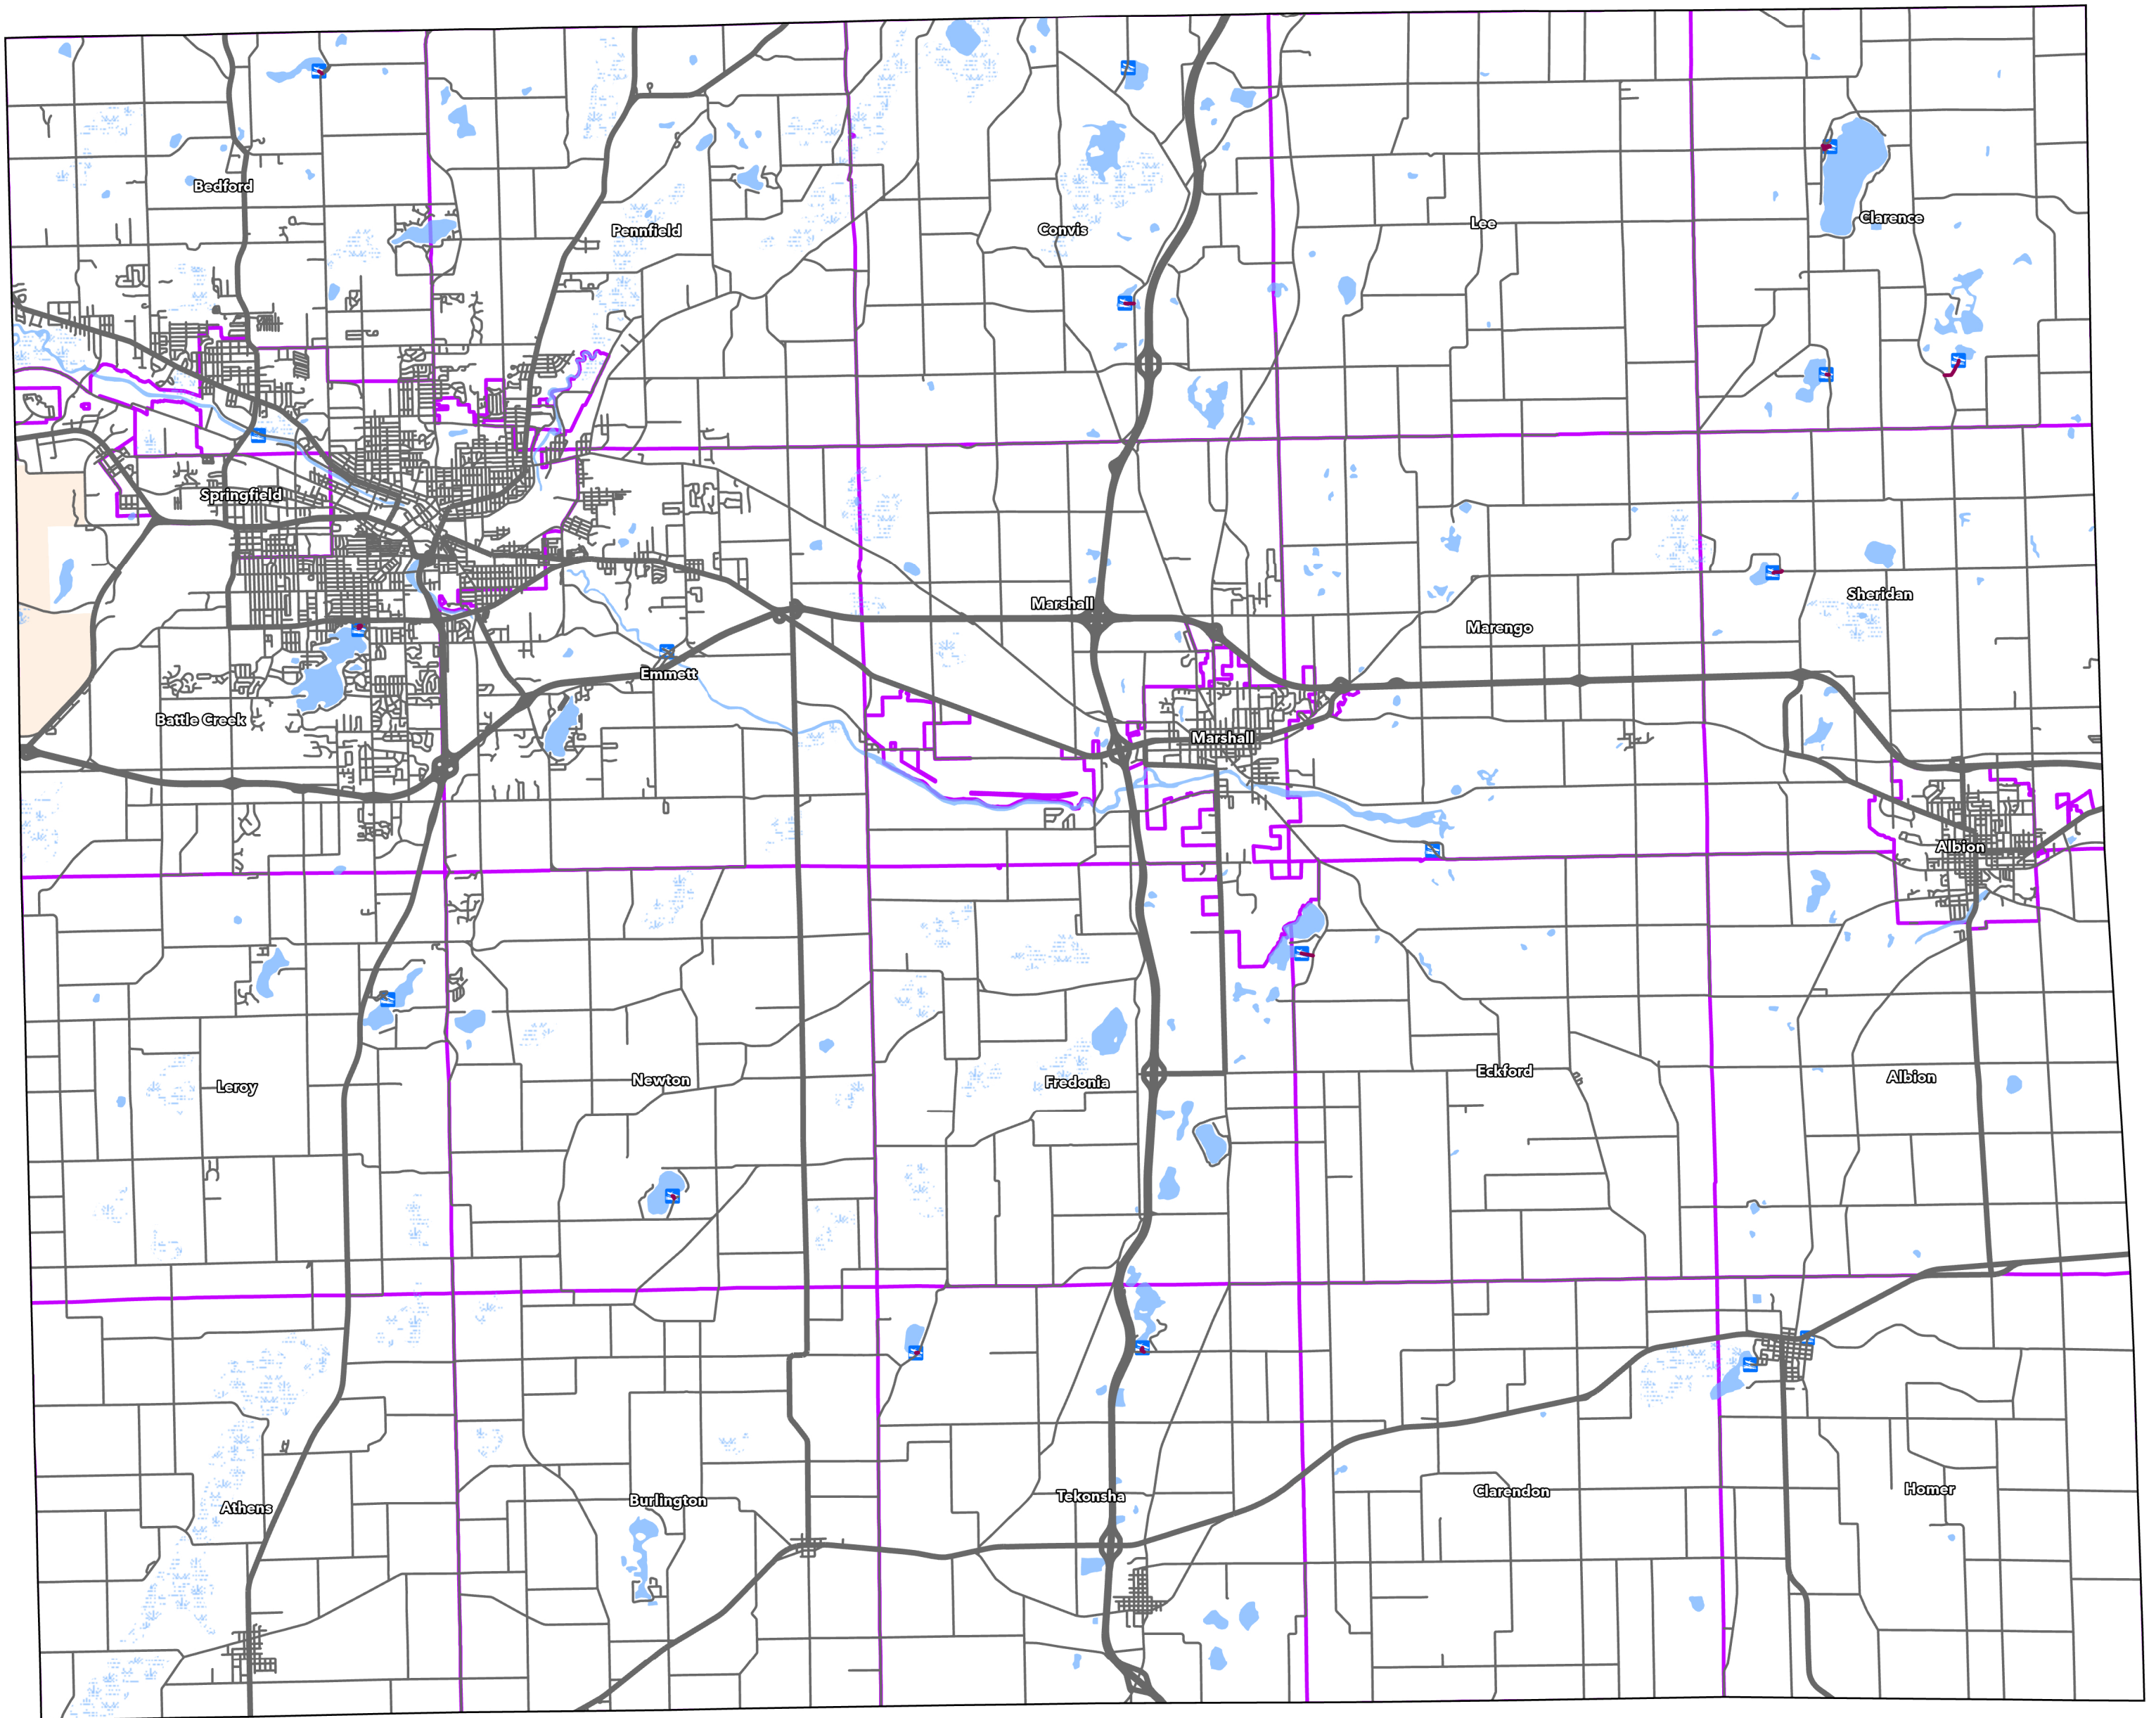 Bedford
Pennfield
Convis
Lee
Clarence
Springfield
Marshall
Sheridan
Marengo
Emmett
Battle Creek
Marshall
Albion
Leroy
Newton
Fredonia
Eckford
Albion
Athens
Burlington
Tekonsha
Clarendon
Homer